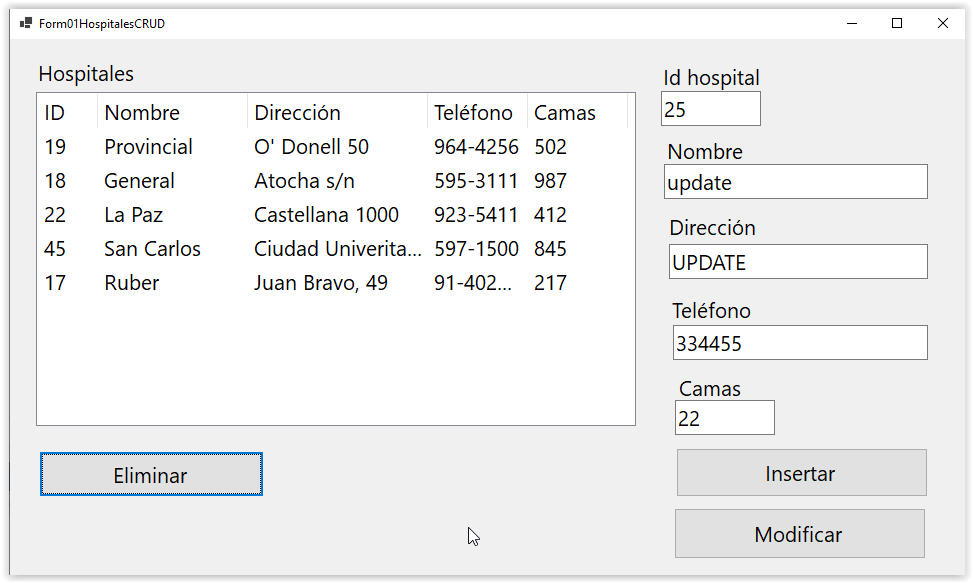 Form01HospitalesCRUD
Hospitales
ID Nombre Dirección Teléfono Camas
19 Provincial O' Donell 50 964-4256 502
18 General Atocha s/n 595-3111 987
22 La Paz Castellana 1000 923-5411 412
45 San Carlos Ciudad Univerita... 597-1500 845
17 Ruber Juan Bravo, 49 91-402... 217
Eliminar
Id hospital
25
Nombre
update
Dirección
UPDATE
Teléfono
334455
Camas
22
Insertar
Modificar